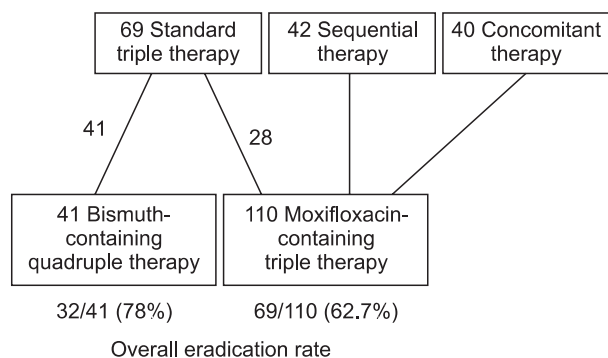 69 Standard
triple therapy
42 Sequential
therapy
40 Concomitant
therapy
41
28
41 Bismuth-
containing
quadruple therapy
110 Moxifloxacin-
containing
triple therapy
32/41 (78%)
69/110 (62.7%)
Overall eradication rate